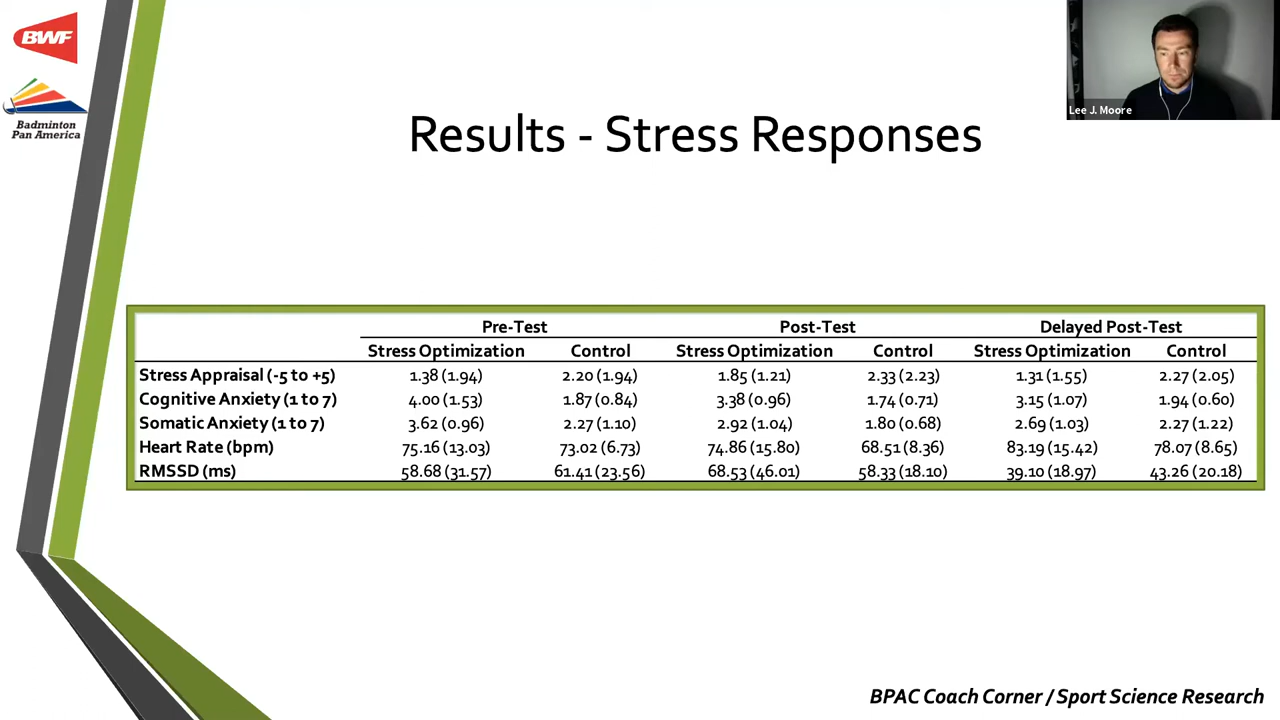 BWF
Badminton
Pan America
Lee J. Moore
Results - Stress Responses
Pre-Test Post-Test Delayed Post-Test
Stress Optimization Control Stress Optimization Control Stress Optimization Control
Stress Appraisal (-5 to +5) 1.38 (1.94) 2.20 (1.94) 1.85 (1.21) 2.33 (2.23) 1.31 (1.55) 2.27 (2.05)
Cognitive Anxiety (1 to 7) 4.00 (1.53) 1.87 (0.84) 3.38 (0.96) 1.74 (0.71) 3.15 (1.07) 1.94 (0.60)
Somatic Anxiety (1 to 7) 3.62 (0.96) 2.27 (1.10) 2.92 (1.04) 1.80 (0.68) 2.69 (1.03) 2.27 (1.22)
Heart Rate (bpm) 75.16 (13.03) 73.02 (6.73) 74.86 (15.80) 68.51 (8.36) 83.19 (15.42) 78.07 (8.65)
RMSSD (ms) 58.68 (31.57) 61.41 (23.56) 68.53 (46.01) 58.33 (18.10) 39.10 (18.97) 43.26 (20.18)
BPAC Coach Corner / Sport Science Research